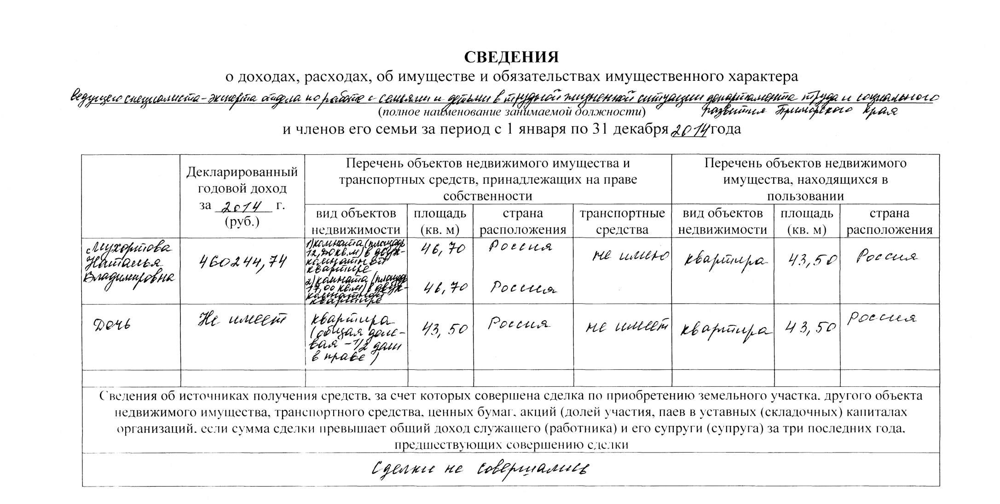 СВЕДЕНИЯ
о доходах, расходах, об имуществе и обязательствах имущественного характера
ведущего специалиста-эксперта отдела по работе с семьями и детьми в трудной жизненной ситуации департамента труда и социального
(полное наименование занимаемой должности) развития Приморского края
и членов его семьи за период с 1 января по 31 декабря 2014 года
Декларированный
годовой доход
за 2014 г.
(руб.)
Перечень объектов недвижимого имущества и
транспортных средств, принадлежащих на праве
собственности
Перечень объектов недвижимого
имущества, находящихся в
пользовании
вид объектов
недвижимости
площадь
(кв. м)
страна
расположения
транспортные
средства
вид объектов
недвижимости
площадь
(кв. м)
страна
расположения
Мухортова
Наталья
Владимировна
460244,74
1) комната (площадь
кв.м) в двух-
комнатной
квартире
2) комната (площадь
17,00 кв.м) в двух-
комнатной
квартире
46,70
46,70
Россия
Россия
не имею
квартира
43,50
Россия
Дочь
Не имеет
квартира
(общая доле-
вая - 1/2 доли
в праве)
43,50
Россия
не имеет
квартира
43,50
Россия
Сведения об источниках получения средств, за счет которых совершена сделка по приобретению земельного участка, другого объекта
недвижимого имущества, транспортного средства, ценных бумаг, акций (долей участия, паев в уставных (складочных) капиталах
организаций, если сумма сделки превышает общий доход служащего (работника) и его супруги (супруга) за три последних года,
предшествующих совершению сделки
Сделки не совершались